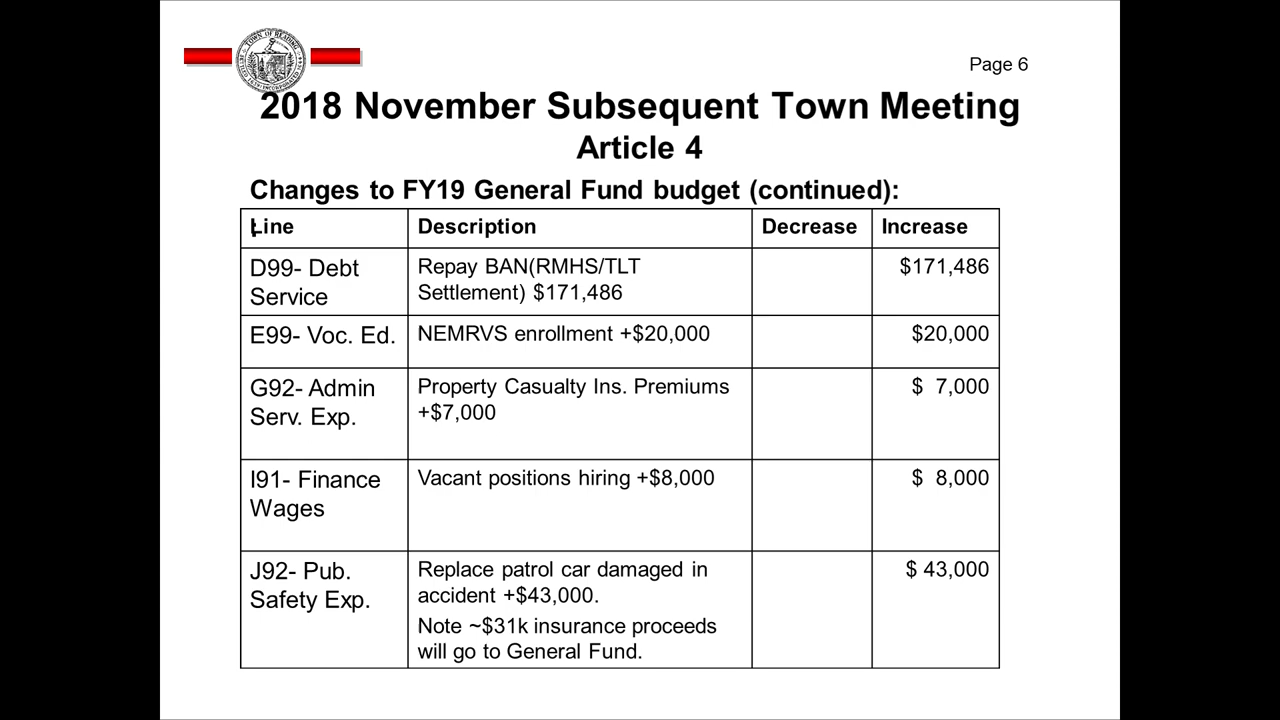 Page 6
2018 November Subsequent Town Meeting
Article 4
Changes to FY19 General Fund budget (continued):
Line Description Decrease Increase
D99- Debt Service
Repay BAN(RMHS/TLT
Settlement) $171,486
$171,486
E99- Voc. Ed.
NEMRVS enrollment +$20,000
$20,000
G92- Admin
Serv. Exp.
Property Casualty Ins. Premiums
+$7,000
$ 7,000
I91- Finance
Wages
Vacant positions hiring +$8,000
$ 8,000
J92- Pub.
Safety Exp.
Replace patrol car damaged in
accident +$43,000.
Note ~$31k insurance proceeds
will go to General Fund.
$ 43,000